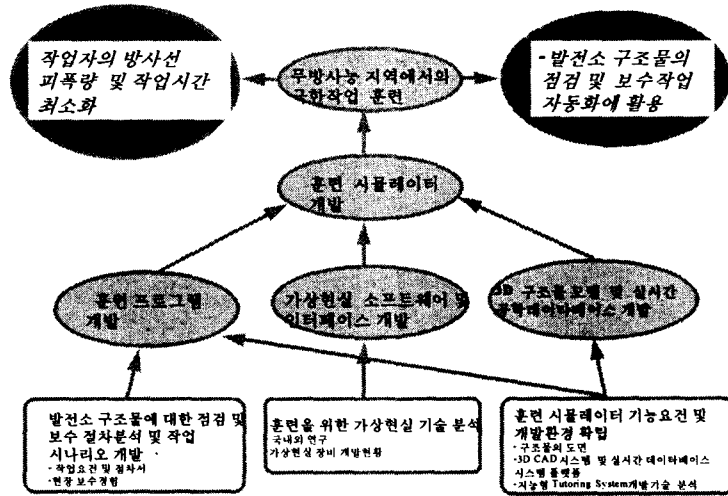 작업자의 방사선
피폭량 및 작업시간
최소화
무방사능 지역에서의
극한작업 훈련
- 발전소 구조물의
점검 및 보수작업
자동화에 활용
훈련 시뮬레이터
개발
훈련 프로그램
개발
가상현실 소프트웨어 및
인터페이스 개발
3D 구조물 모델 및 실시간
공학데이타베이스 개발
발전소 구조물에 대한 점검 및
보수 절차분석 및 작업
시나리오 개발
- 작업요건 및 절차서
- 현장 보수경험
훈련을 위한 가상현실 기술 분석
국내외 연구
가상현실 장비 개발현황
훈련 시뮬레이터 기능요건 및
개발환경 확립
- 구조물의 도면
-3D CAD 시스템 및 실시간 데이타베이스
시스템 플랫폼
- 지능형 Tutoring System개발기술 분석